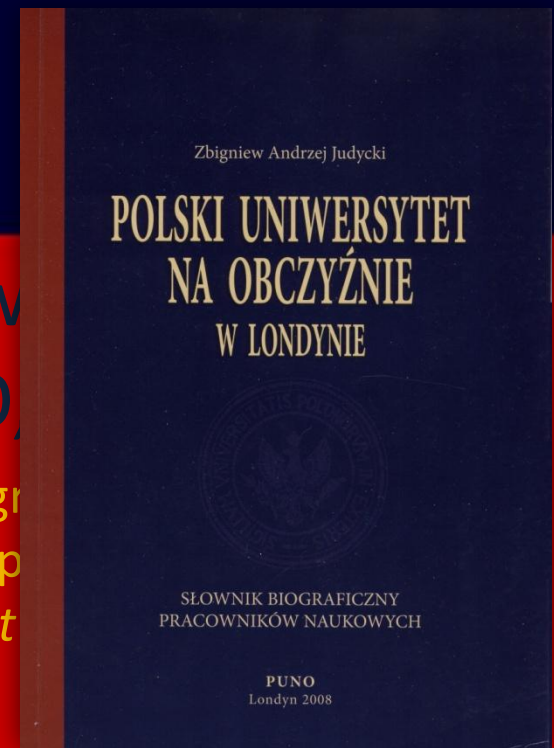 Zbigniew Andrzej Judycki
POLSKI UNIWERSYTET
NA OBCZYŹNIE
W LONDYNIE
SŁOWNIK BIOGRAFICZNY
PRACOWNIKÓW NAUKOWYCH
PUNO
Londyn 2008